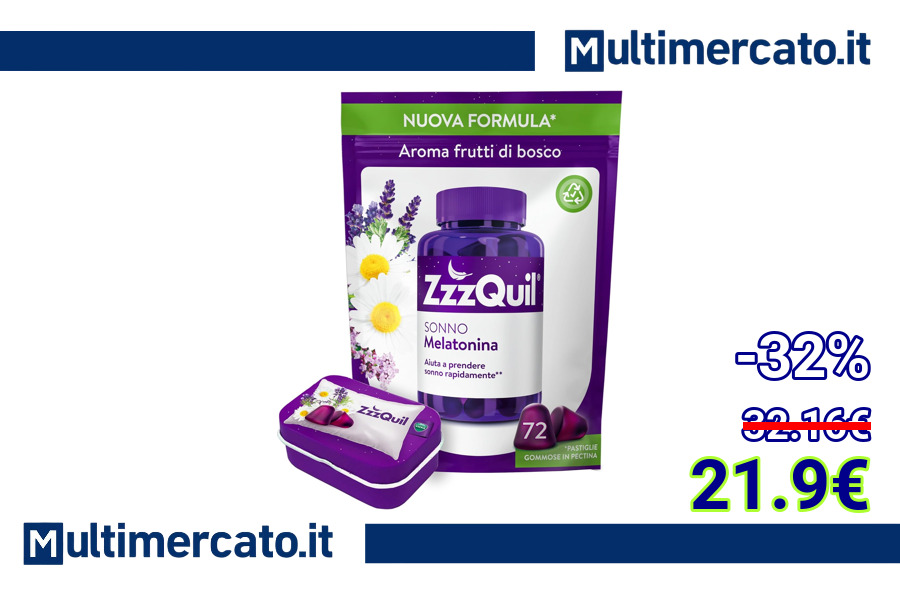 Multimercato.it
NUOVA FORMULA*
Aroma frutti di bosco
ZzzQuil®
SONNO
Melatonina
Aiuta a prendere
sonno rapidamente**
ZzzQuil
72
*PASTIGLIE
GOMMOSE IN PECTINA
-32%
32.16€
21.9€
Multimercato.it